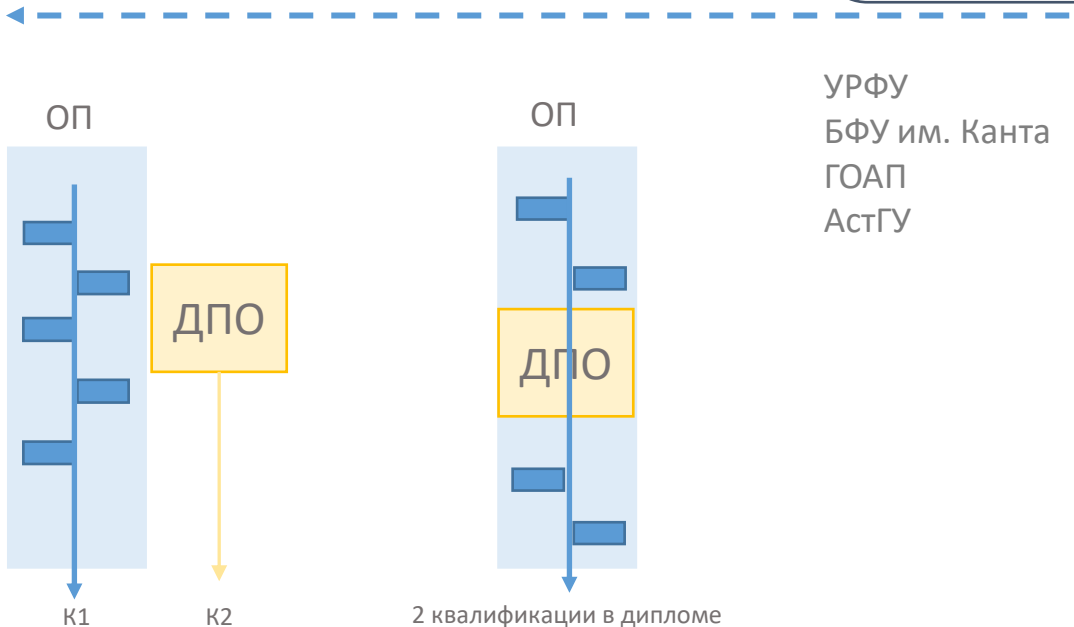 ОП
ДПО
К1
К2
ОП
ДПО
2 квалификации в дипломе
УРФУ
БФУ им. Канта
ГОАП
АстГУ